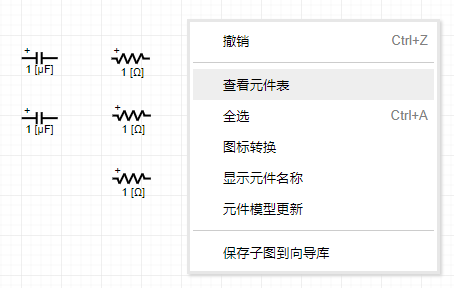 + +
1 [μF] 1 [Ω]
+ +
1 [μF] 1 [Ω]
+
1 [Ω]
撤销 Ctrl+Z
查看元件表
全选 Ctrl+A
图标转换
显示元件名称
元件模型更新
保存子图到向导库